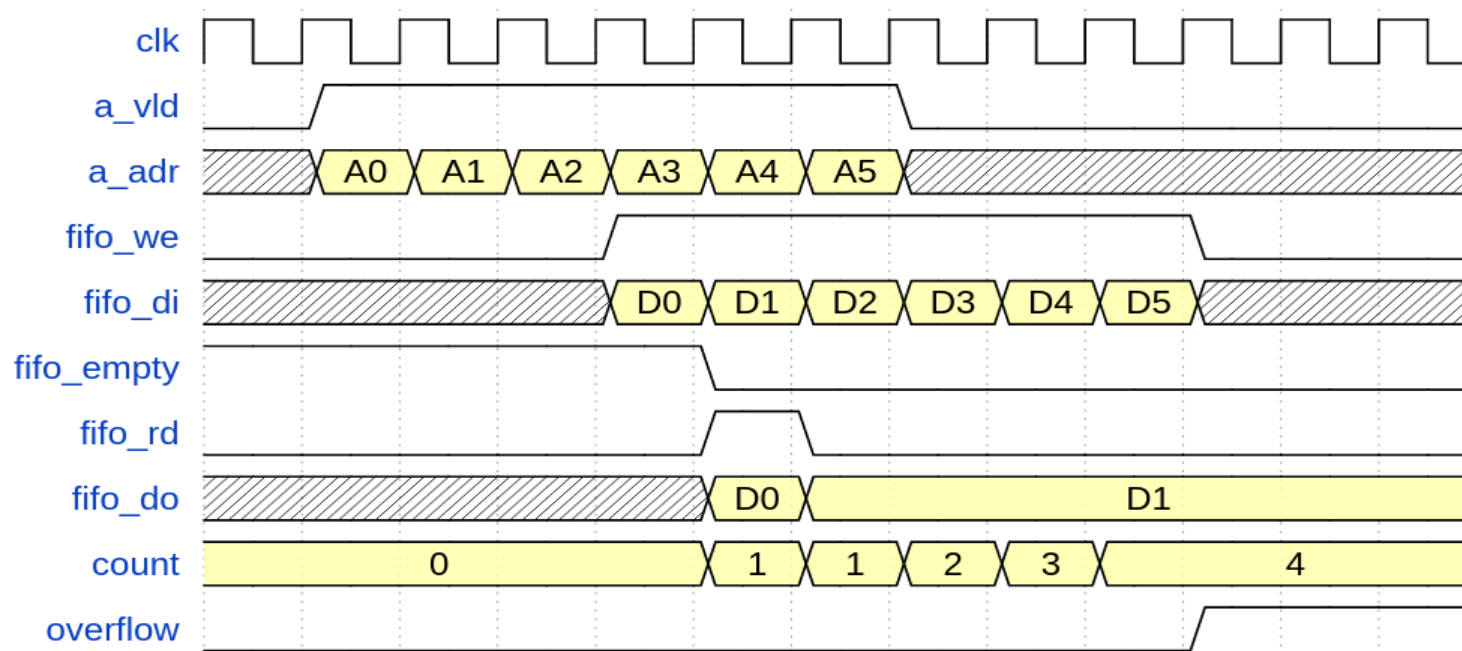 clk
a_vld
a_adr A0 A1 A2 A3 A4 A5
fifo_we
fifo_di D0 D1 D2 D3 D4 D5
fifo_empty
fifo_rd
fifo_do D0 D1
count 0 1 1 2 3 4
overflow